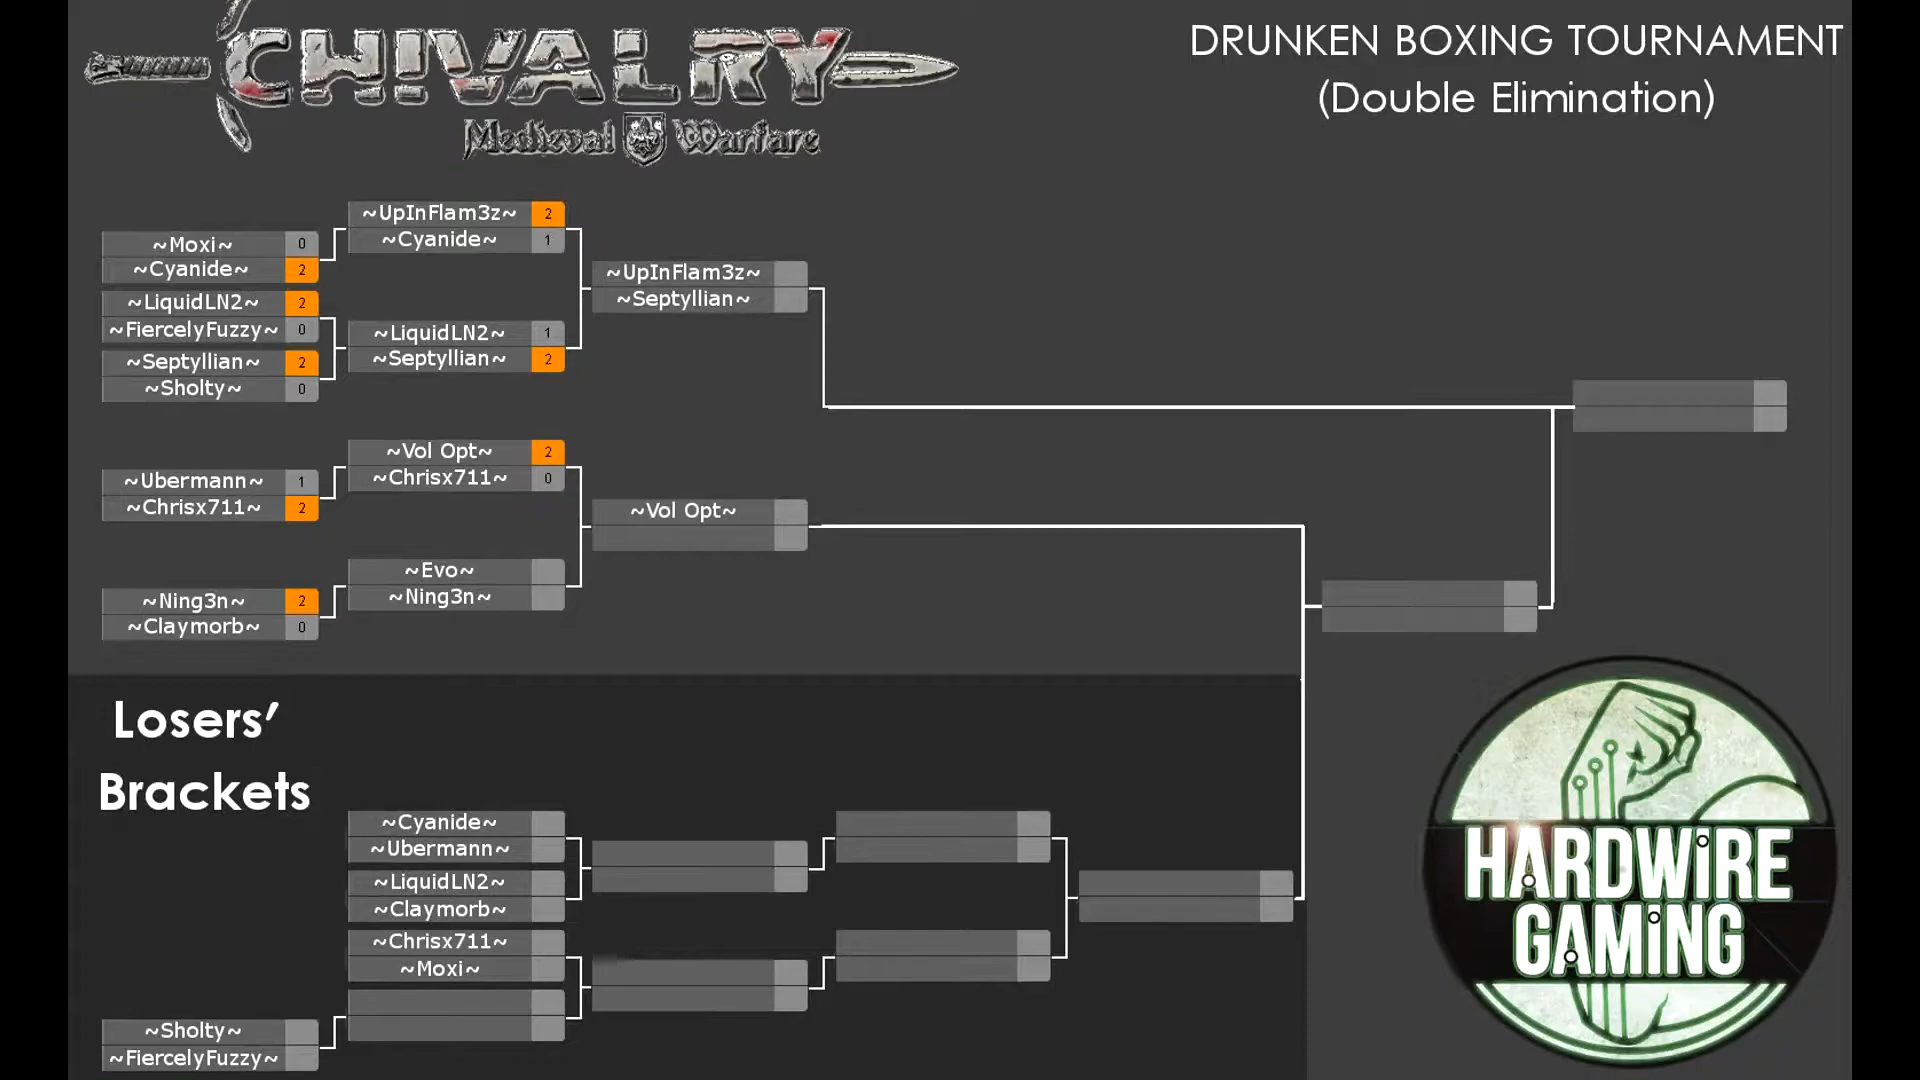 CHIVALRY
Medieval Warfare
DRUNKEN BOXING TOURNAMENT
(Double Elimination)
~Moxi~ 0
~Cyanide~ 2
~LiquidLN2~ 2
~FiercelyFuzzy~ 0
~Septyllian~ 2
~Sholty~ 0
~Ubermann~ 1
~Chrisx711~ 2
~Ning3n~ 2
~Claymorb~ 0
~UpInFlam3z~ 2
~Cyanide~ 1
~LiquidLN2~ 1
~Septyllian~ 2
~Vol Opt~ 2
~Chrisx711~ 0
~Evo~
~Ning3n~
~UpInFlam3z~
~Septyllian~
~Vol Opt~
Losers'
Brackets
~Sholty~
~FiercelyFuzzy~
~Cyanide~
~Ubermann~
~LiquidLN2~
~Claymorb~
~Chrisx711~
~Moxi~
HARDWiRE
GAMiNG